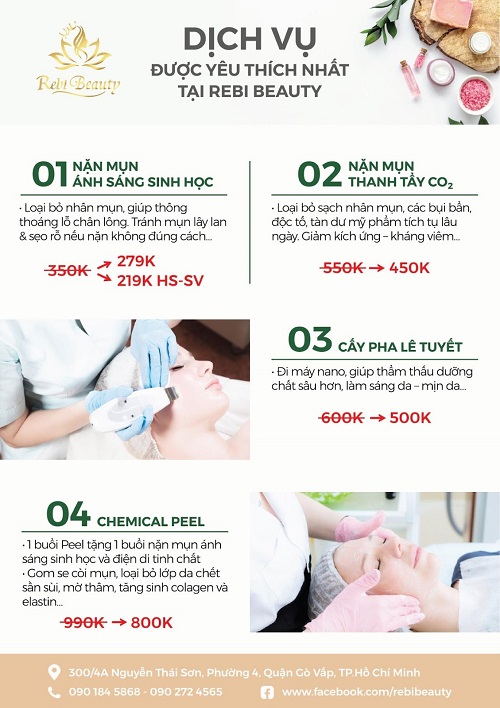 Rebi Beauty
DỊCH VỤ
ĐƯỢC YÊU THÍCH NHẤT
TẠI REBI BEAUTY
01 NẶN MỤN
ÁNH SÁNG SINH HỌC
• Loại bỏ nhân mụn, giúp thông
thoáng lỗ chân lông. Tránh mụn lây lan
& sẹo rỗ nếu nặn không đúng cách...
350K → 279K
→ 219K HS-SV
02 NẶN MỤN
THANH TẨY CO₂
• Loại bỏ sạch nhân mụn, các bụi bẩn,
độc tố, tàn dư mỹ phẩm tích tụ lâu
ngày. Giảm kích ứng – kháng viêm...
550K → 450K
03 CẤY PHA LÊ TUYẾT
• Đi máy nano, giúp thẩm thấu dưỡng
chất sâu hơn, làm sáng da – mịn da...
600K → 500K
04 CHEMICAL PEEL
• 1 buổi Peel tặng 1 buổi nặn mụn ánh
sáng sinh học và điện di tinh chất
• Gom se còi mụn, loại bỏ lớp da chết
sần sùi, mờ thâm, tăng sinh colagen và
elastin...
990K → 800K
300/4A Nguyễn Thái Sơn, Phường 4, Quận Gò Vấp, TP.Hồ Chí Minh
090 184 5868 - 090 272 4565
www.facebook.com/rebibeauty